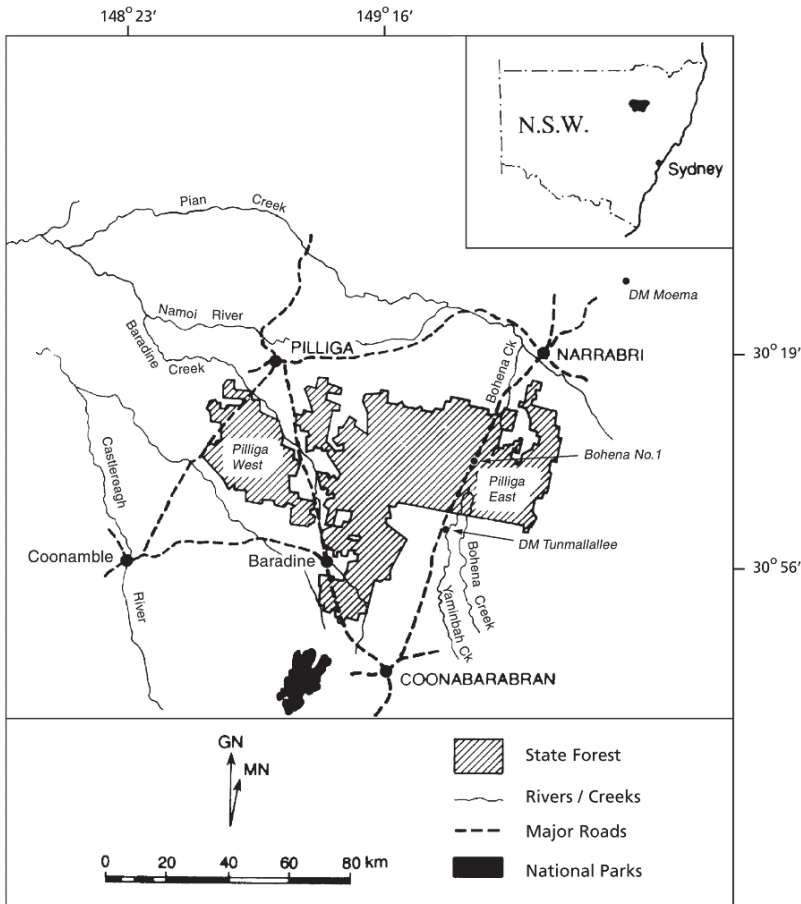 148° 23'
149° 16'
N.S.W.
Sydney
Pian Creek
DM Moema
Namoi River
Baradine Creek
PILLIGA
Bohena Ck
NARRABRI
30° 19'
Castlereagh River
Pilliga
West
Bohena No.1
Pilliga
East
Coonamble
Baradine
DM Tunmallallee
30° 56'
Bohena Creek
Yaminbah Ck
COONABARABRAN
GN
MN
State Forest
Rivers / Creeks
Major Roads
National Parks
0 20 40 60 80 km